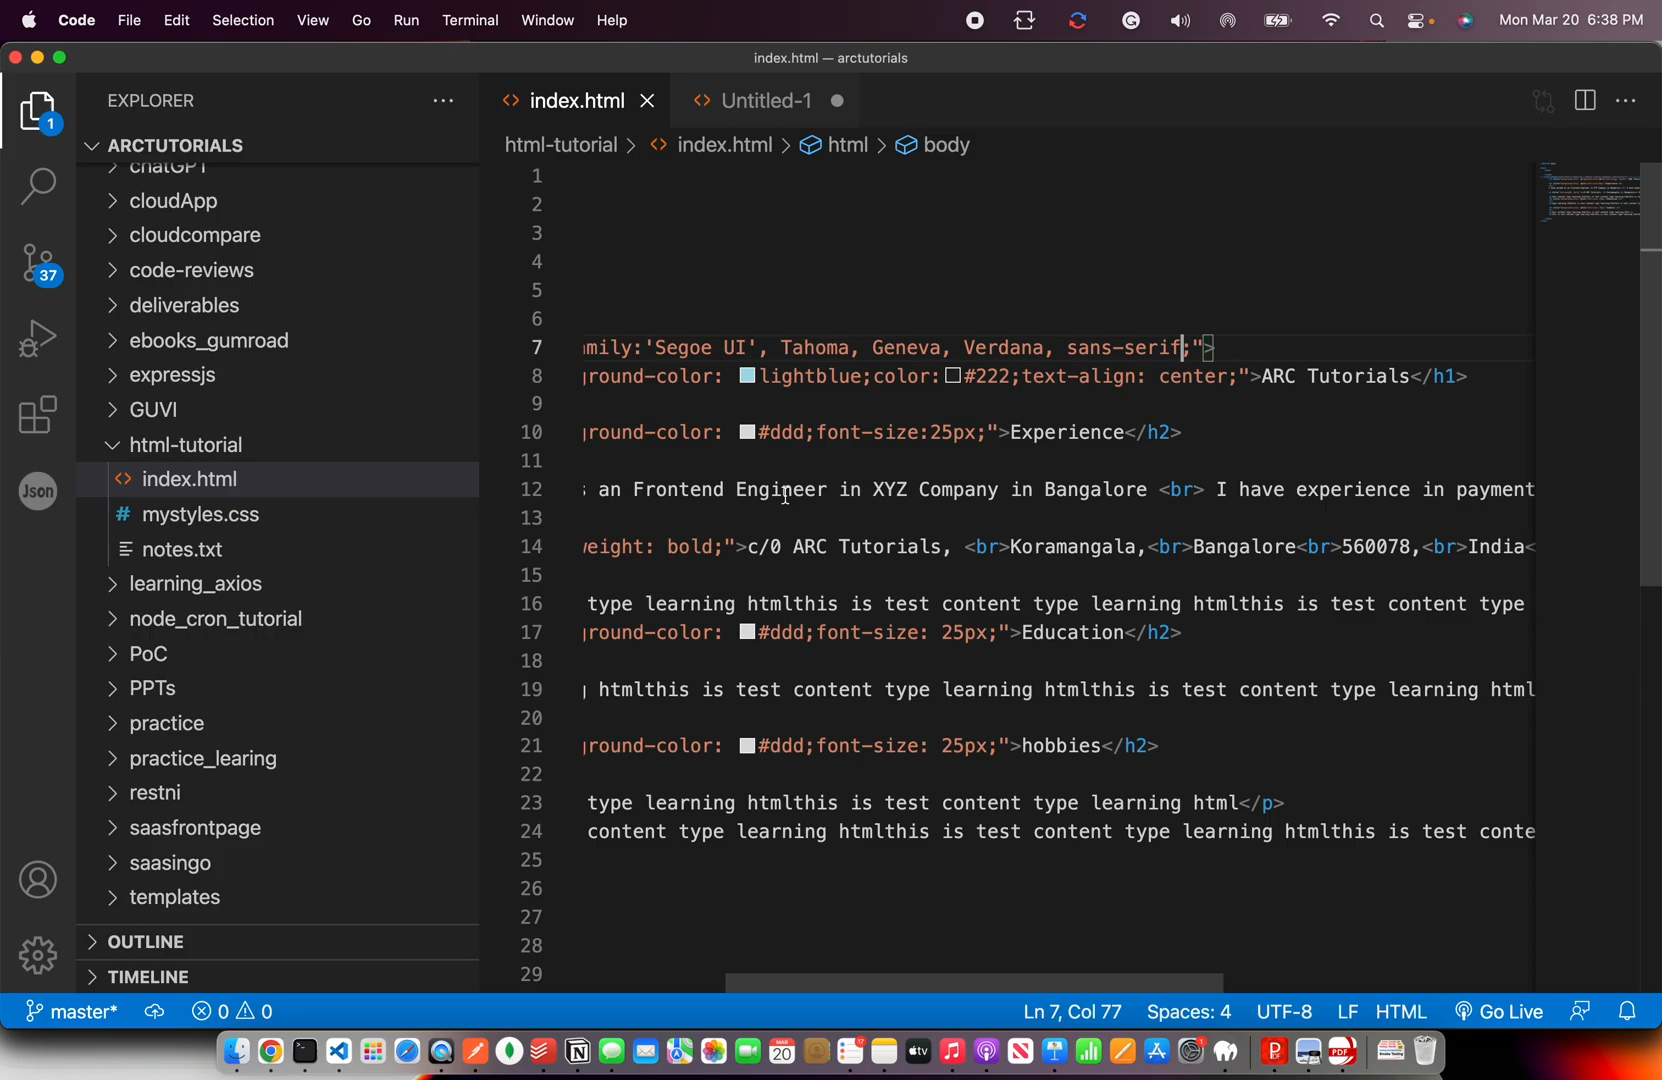 Code File Edit Selection View Go Run Terminal Window Help Mon Mar 20 6:38 PM
index.html — arctutorials
EXPLORER
index.html
Untitled-1
ARCTUTORIALS
html-tutorial > index.html > html > body
chatGPT
cloudApp
cloudcompare
code-reviews
deliverables
ebooks_gumroad
expressjs
GUVI
html-tutorial
index.html
mystyles.css
notes.txt
learning_axios
node_cron_tutorial
PoC
PPTs
practice
practice_learing
restni
saasfrontpage
saasingo
templates
OUTLINE
TIMELINE
1
37
Json
1
2
3
4
5
6
7 mily:'Segoe UI', Tahoma, Geneva, Verdana, sans-serif;">
8 ground-color: lightblue;color: #222;text-align: center;">ARC Tutorials</h1>
9
10 ground-color: #ddd;font-size:25px;">Experience</h2>
11
12 an Frontend Engineer in XYZ Company in Bangalore <br> I have experience in payment
13
14 eight: bold;">c/0 ARC Tutorials, <br>Koramangala,<br>Bangalore<br>560078,<br>India<
15
16 type learning htmlthis is test content type learning htmlthis is test content type
17 ground-color: #ddd;font-size: 25px;">Education</h2>
18
19 htmlthis is test content type learning htmlthis is test content type learning html
20
21 ground-color: #ddd;font-size: 25px;">hobbies</h2>
22
23 type learning htmlthis is test content type learning html</p>
24 content type learning htmlthis is test content type learning htmlthis is test conte
25
26
27
28
29
master* 0 0 Ln 7, Col 77 Spaces: 4 UTF-8 LF HTML Go Live